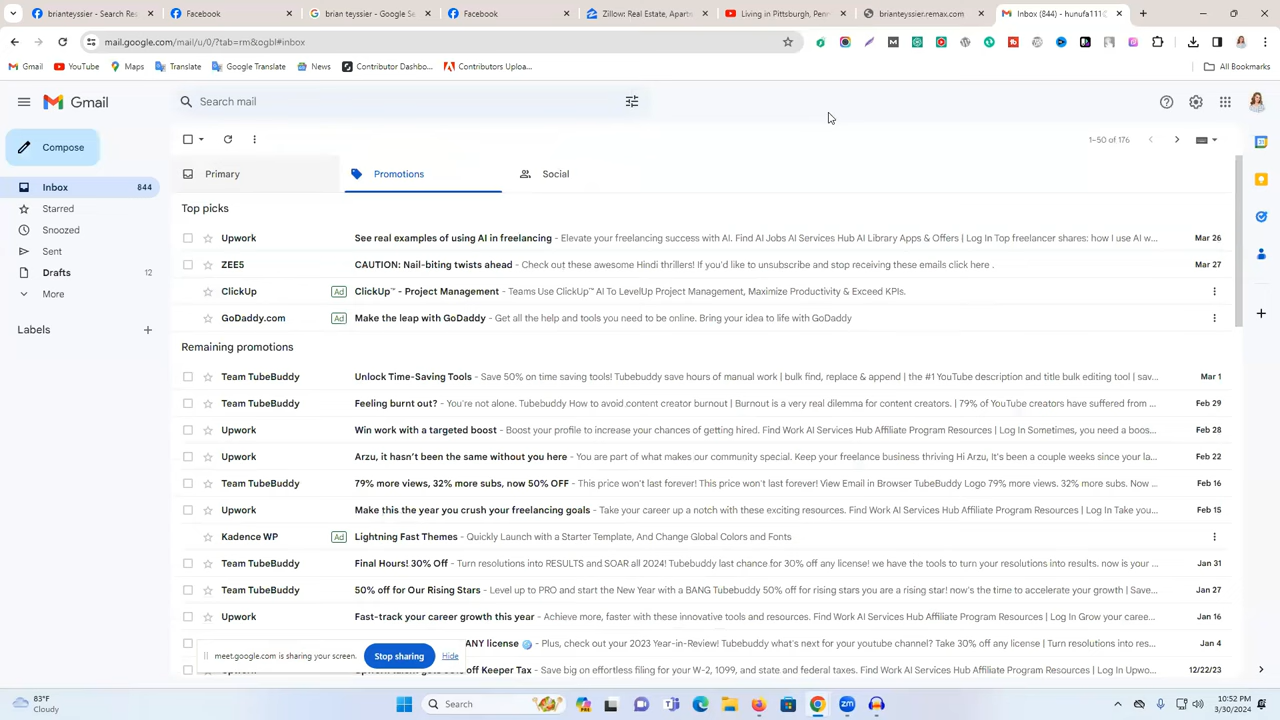 brian teyssier - Search Res
Facebook
brian teyssier - Google Se
Facebook
Zillow: Real Estate, Apartm
Living in Pittsburgh, Penn
brianteyssier.remax.com
Inbox (844) - hunufa111@
mail.google.com/mail/u/0/?tab=rm&ogbl#inbox
Gmail
YouTube
Maps
Translate
Google Translate
News
Contributor Dashbo...
Contributors Uploa...
All Bookmarks
Gmail
Search mail
Compose
1–50 of 176
Inbox 844
Starred
Snoozed
Sent
Drafts 12
More
Labels
Primary
Promotions
Social
Top picks
Upwork See real examples of using AI in freelancing - Elevate your freelancing success with AI. Find AI Jobs AI Services Hub AI Library Apps & Offers | Log In Top freelancer shares: how I use AI w... Mar 26
ZEE5 CAUTION: Nail-biting twists ahead - Check out these awesome Hindi thrillers! If you'd like to unsubscribe and stop receiving these emails click here . Mar 27
ClickUp Ad ClickUp™ - Project Management - Teams Use ClickUp™ AI To LevelUp Project Management, Maximize Productivity & Exceed KPIs.
GoDaddy.com Ad Make the leap with GoDaddy - Get all the help and tools you need to be online. Bring your idea to life with GoDaddy
Remaining promotions
Team TubeBuddy Unlock Time-Saving Tools - Save 50% on time saving tools! Tubebuddy save hours of manual work | bulk find, replace & append | the #1 YouTube description and title bulk editing tool | sav... Mar 1
Team TubeBuddy Feeling burnt out? - You're not alone. Tubebuddy How to avoid content creator burnout | Burnout is a very real dilemma for content creators. | 79% of YouTube creators have suffered from ... Feb 29
Upwork Win work with a targeted boost - Boost your profile to increase your chances of getting hired. Find Work AI Services Hub Affiliate Program Resources | Log In Sometimes, you need a boos... Feb 28
Upwork Arzu, it hasn't been the same without you here - You are part of what makes our community special. Keep your freelance business thriving Hi Arzu, It's been a couple weeks since your la... Feb 22
Team TubeBuddy 79% more views, 32% more subs, now 50% OFF - This price won't last forever! This price won't last forever! View Email in Browser TubeBuddy Logo 79% more views. 32% more subs. Now ... Feb 16
Upwork Make this the year you crush your freelancing goals - Take your career up a notch with these exciting resources. Find Work AI Services Hub Affiliate Program Resources | Log In Take you... Feb 15
Kadence WP Ad Lightning Fast Themes - Quickly Launch with a Starter Template, And Change Global Colors and Fonts
Team TubeBuddy Final Hours! 30% Off - Turn resolutions into RESULTS and SOAR all 2024! Tubebuddy last chance for 30% off any license! we have the tools to turn your resolutions into results. now is your ... Jan 31
Team TubeBuddy 50% off for Our Rising Stars - Level up to PRO and start the New Year with a BANG Tubebuddy 50% off for rising stars you are a rising star! now's the time to accelerate your growth | Save... Jan 27
Upwork Fast-track your career growth this year - Achieve more, faster with these innovative tools and resources. Find Work AI Services Hub Affiliate Program Resources | Log In Grow your caree... Jan 16
ANY license - Plus, check out your 2023 Year-in-Review! Tubebuddy what's next for your youtube channel? Take 30% off any license | Turn resolutions into res... Jan 4
meet.google.com is sharing your screen.
Stop sharing
Hide
off Keeper Tax - Save big on effortless filing for your W-2, 1099, and state and federal taxes. Find Work AI Services Hub Affiliate Program Resources | Log In Upwo... 12/22/23
83°F
Cloudy
Search
10:52 PM
3/30/2024